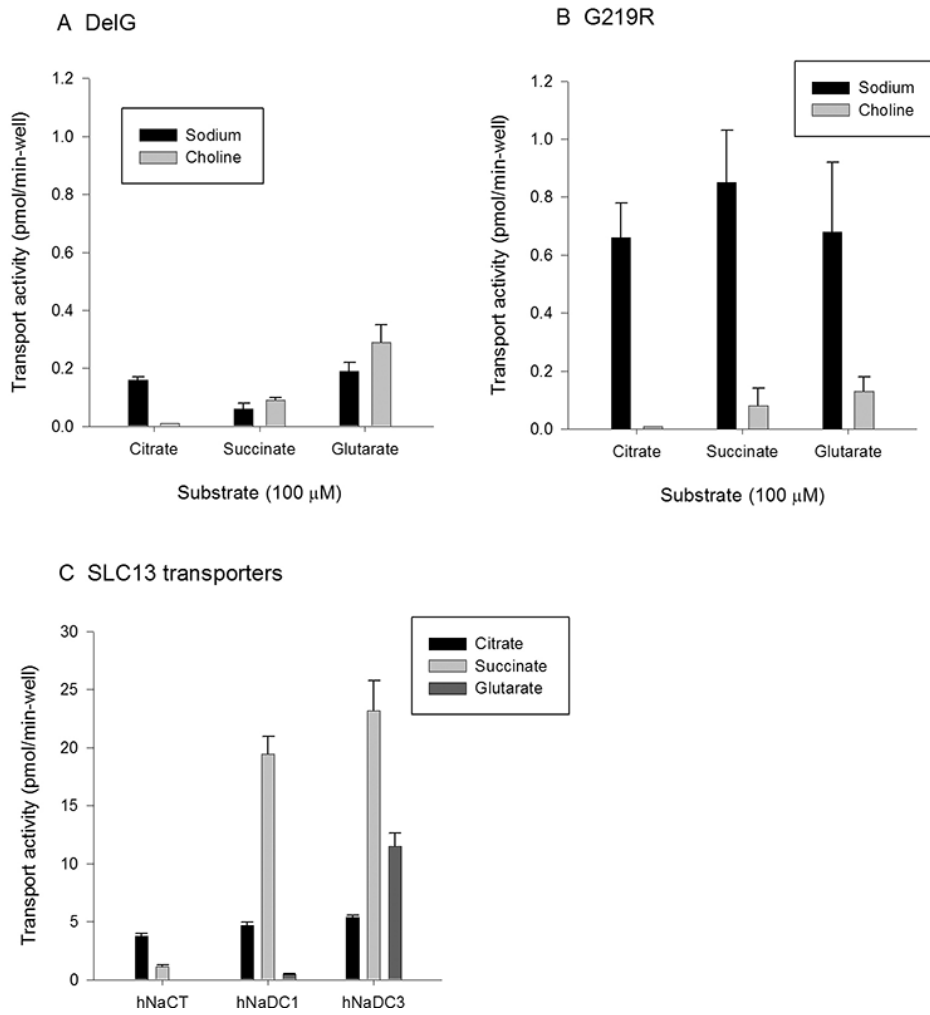 A DelG
Transport activity (pmol/min-well)
1.2
1.0
0.8
0.6
0.4
0.2
0.0
Sodium
Choline
Citrate Succinate Glutarate
Substrate (100 μM)
B G219R
Transport activity (pmol/min-well)
1.2
1.0
0.8
0.6
0.4
0.2
0.0
Sodium
Choline
Citrate Succinate Glutarate
Substrate (100 μM)
C SLC13 transporters
Transport activity (pmol/min-well)
30
25
20
15
10
5
0
Citrate
Succinate
Glutarate
hNaCT hNaDC1 hNaDC3